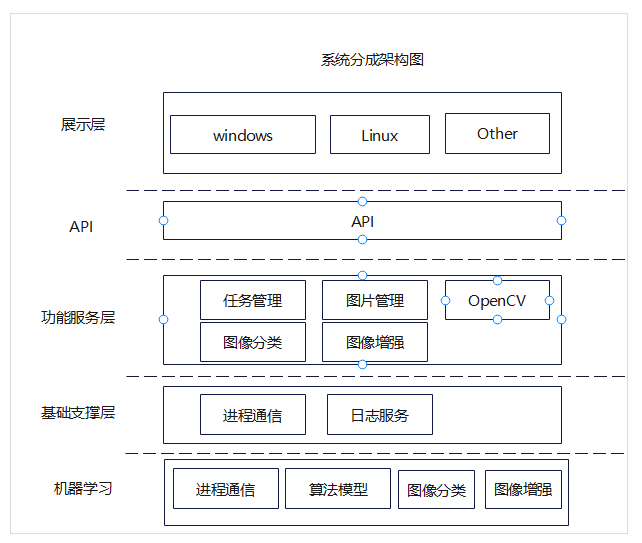 系统分成架构图
展示层
windows Linux Other
API API
功能服务层
任务管理 图片管理 OpenCV
图像分类 图像增强
基础支撑层 进程通信 日志服务
机器学习 进程通信 算法模型 图像分类 图像增强